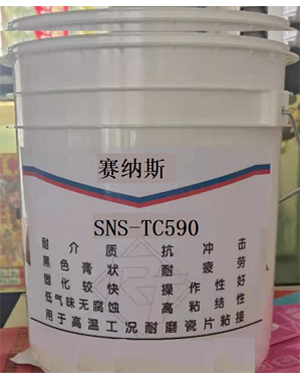 赛纳斯
SNS-TC590
耐介质 抗冲击
黑色膏状 耐疲劳
固化较快 操作性好
低气味无腐蚀 高粘结性
用于高温工况耐磨瓷片粘接